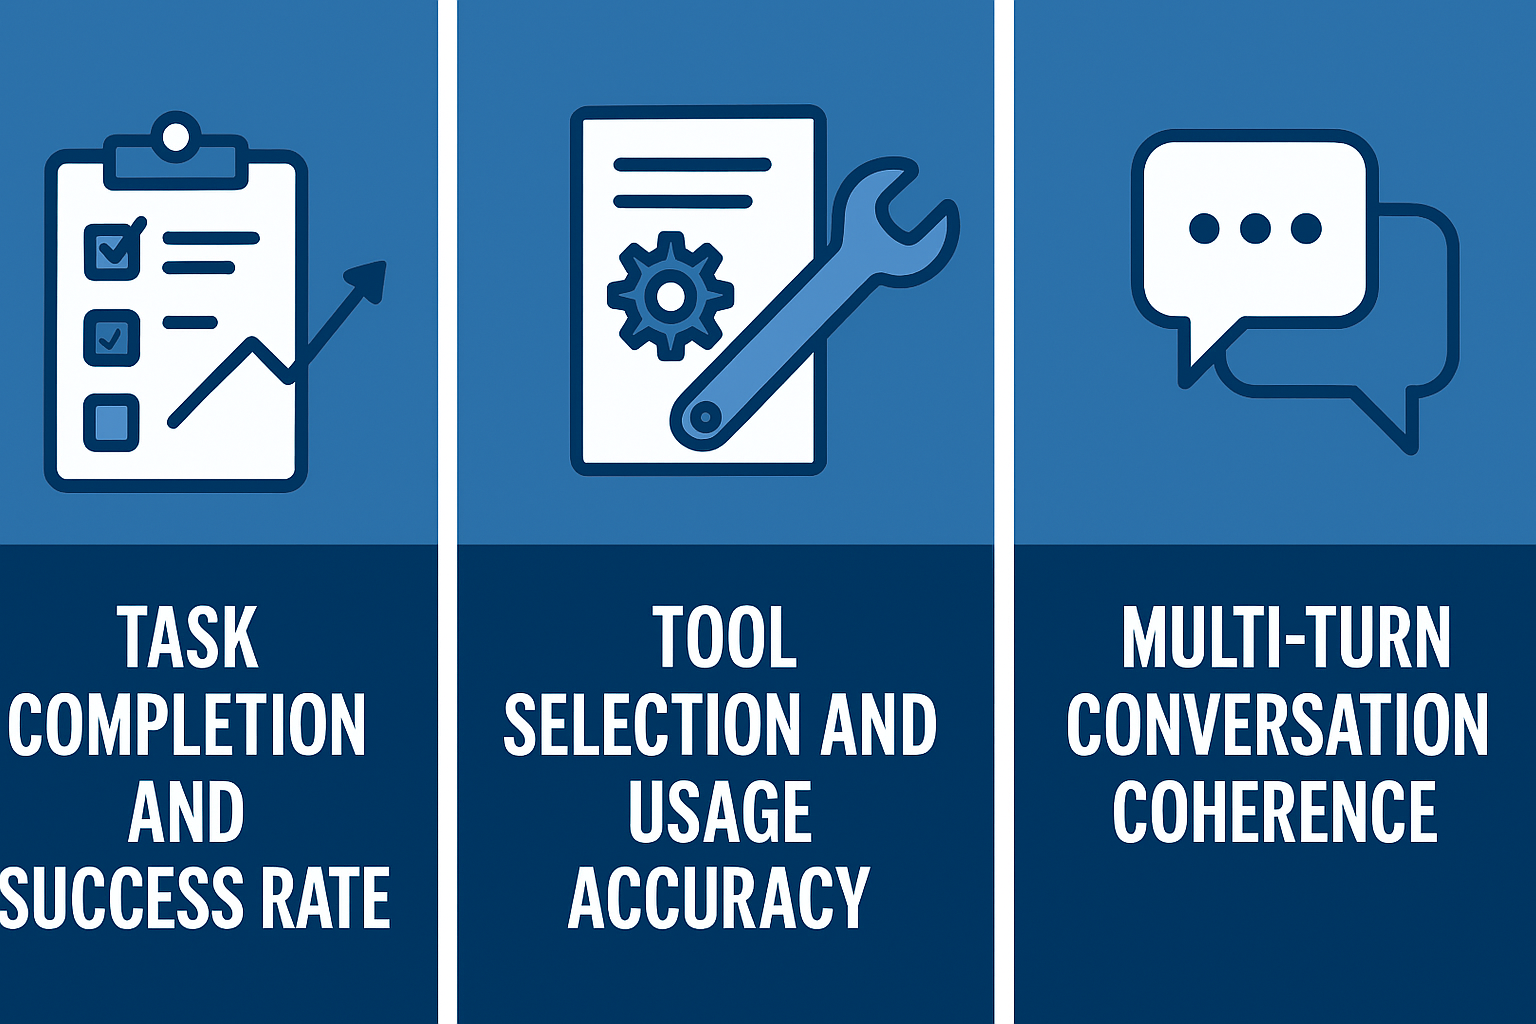 TASK
COMPLETION
AND
SUCCESS RATE
TOOL
SELECTION AND
USAGE
ACCURACY
MULTI-TURN
CONVERSATION
COHERENCE